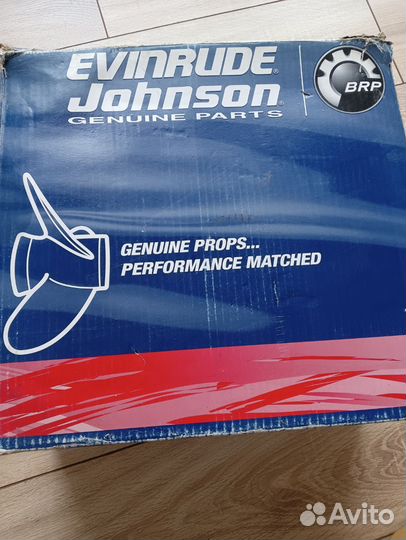 EVINRUDE
Johnson
GENUINE PARTS
BRP
GENUINE PROPS...
PERFORMANCE MATCHED
Avito